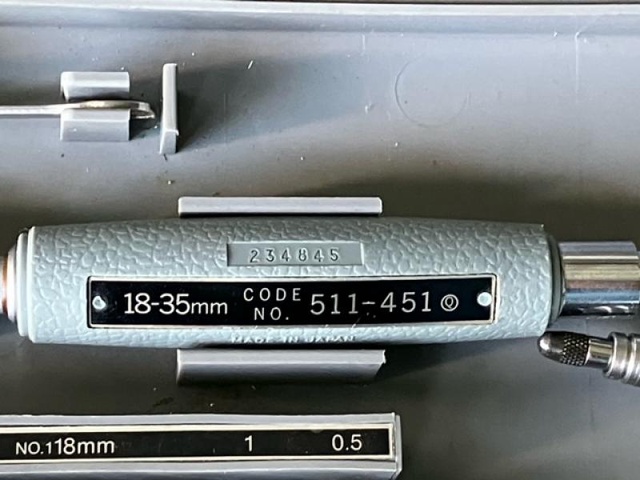 234845
18-35mm CODE NO. 511-451 Q
MADE IN JAPAN
NO.118mm 1 0.5